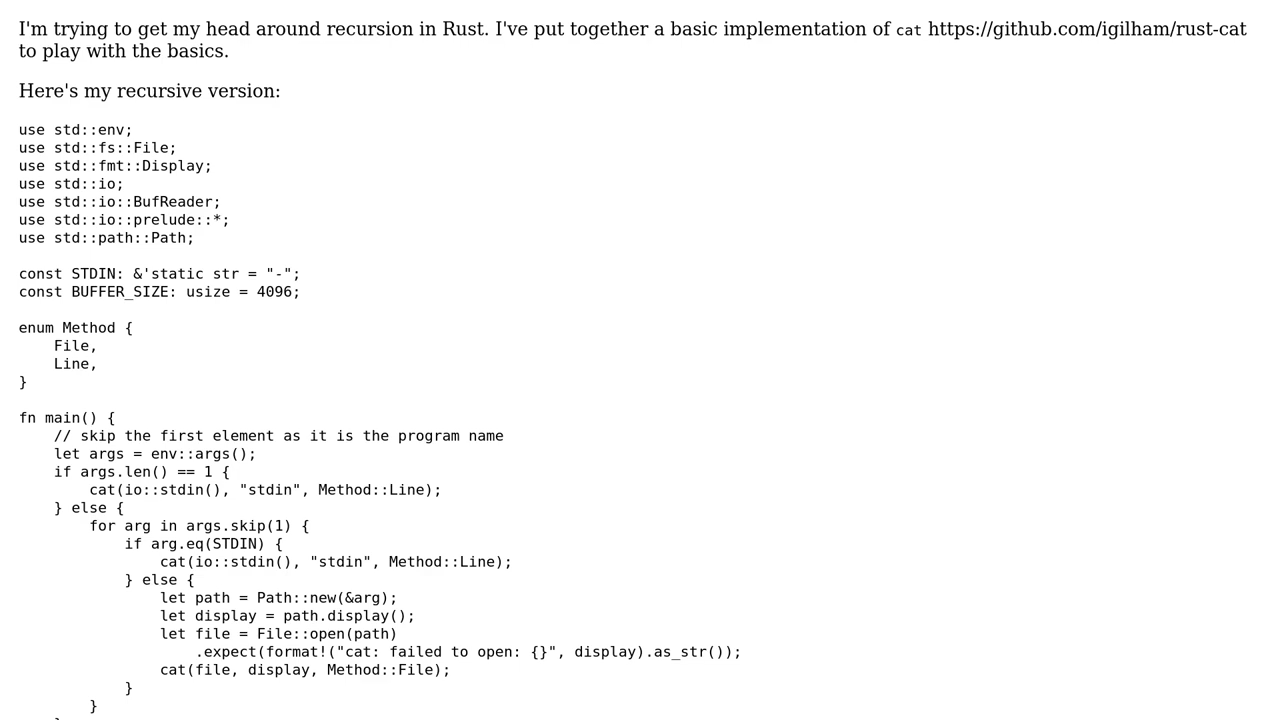 I'm trying to get my head around recursion in Rust. I've put together a basic implementation of cat https://github.com/igilham/rust-cat
to play with the basics.
Here's my recursive version:
use std::env;
use std::fs::File;
use std::fmt::Display;
use std::io;
use std::io::BufReader;
use std::io::prelude::*;
use std::path::Path;
const STDIN: &'static str = "-";
const BUFFER_SIZE: usize = 4096;
enum Method {
    File,
    Line,
}
fn main() {
    // skip the first element as it is the program name
    let args = env::args();
    if args.len() == 1 {
        cat(io::stdin(), "stdin", Method::Line);
    } else {
        for arg in args.skip(1) {
            if arg.eq(STDIN) {
                cat(io::stdin(), "stdin", Method::Line);
            } else {
                let path = Path::new(&arg);
                let display = path.display();
                let file = File::open(path)
                    .expect(format!("cat: failed to open: {}", display).as_str());
                cat(file, display, Method::File);
            }
        }